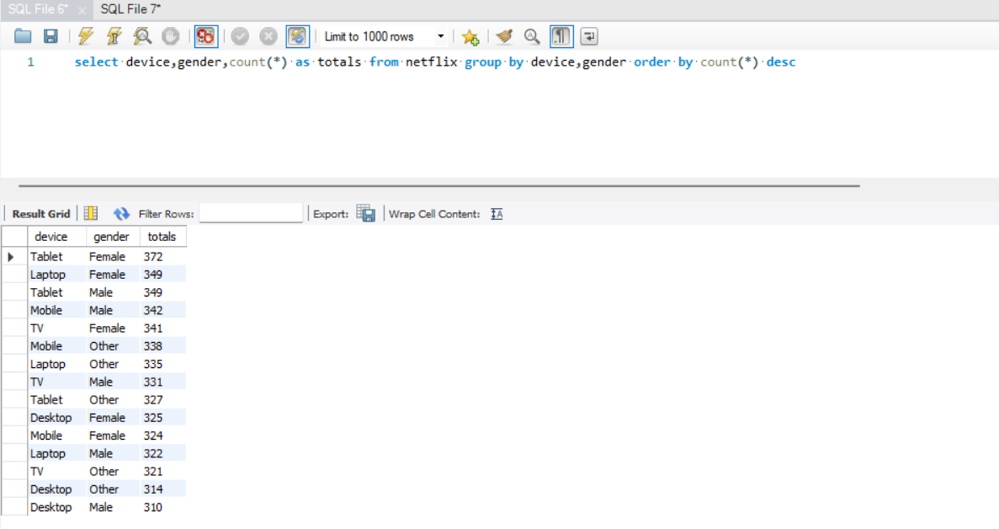 SQL File 6* × SQL File 7*
Limit to 1000 rows
1 select device,gender,count(*) as totals from netflix group by device,gender order by count(*) desc
Result Grid Filter Rows: Export: Wrap Cell Content:
device gender totals
Tablet Female 372
Laptop Female 349
Tablet Male 349
Mobile Male 342
TV Female 341
Mobile Other 338
Laptop Other 335
TV Male 331
Tablet Other 327
Desktop Female 325
Mobile Female 324
Laptop Male 322
TV Other 321
Desktop Other 314
Desktop Male 310